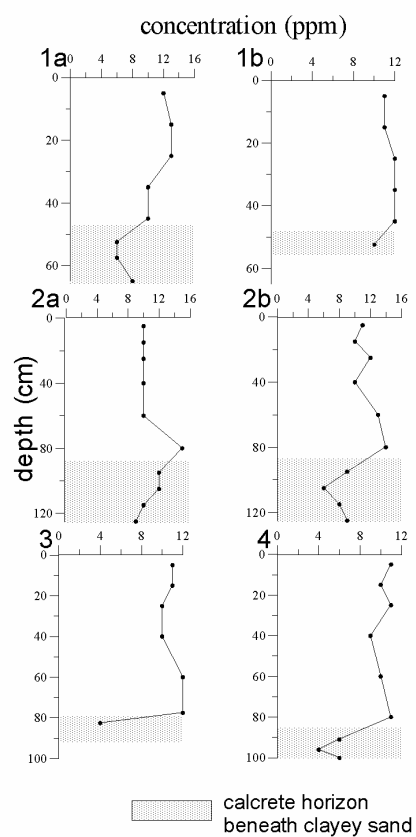 concentration (ppm)
1a 0 4 8 12 16
1b 0 4 8 12
0
20
40
60
0
20
40
60
2a 0 4 8 12 16
2b 0 4 8 12 16
0
40
80
120
0
40
80
120
depth (cm)
3 0 4 8 12
4 0 4 8 12
0
20
40
60
80
100
0
20
40
60
80
100
calcrete horizon
beneath clayey sand